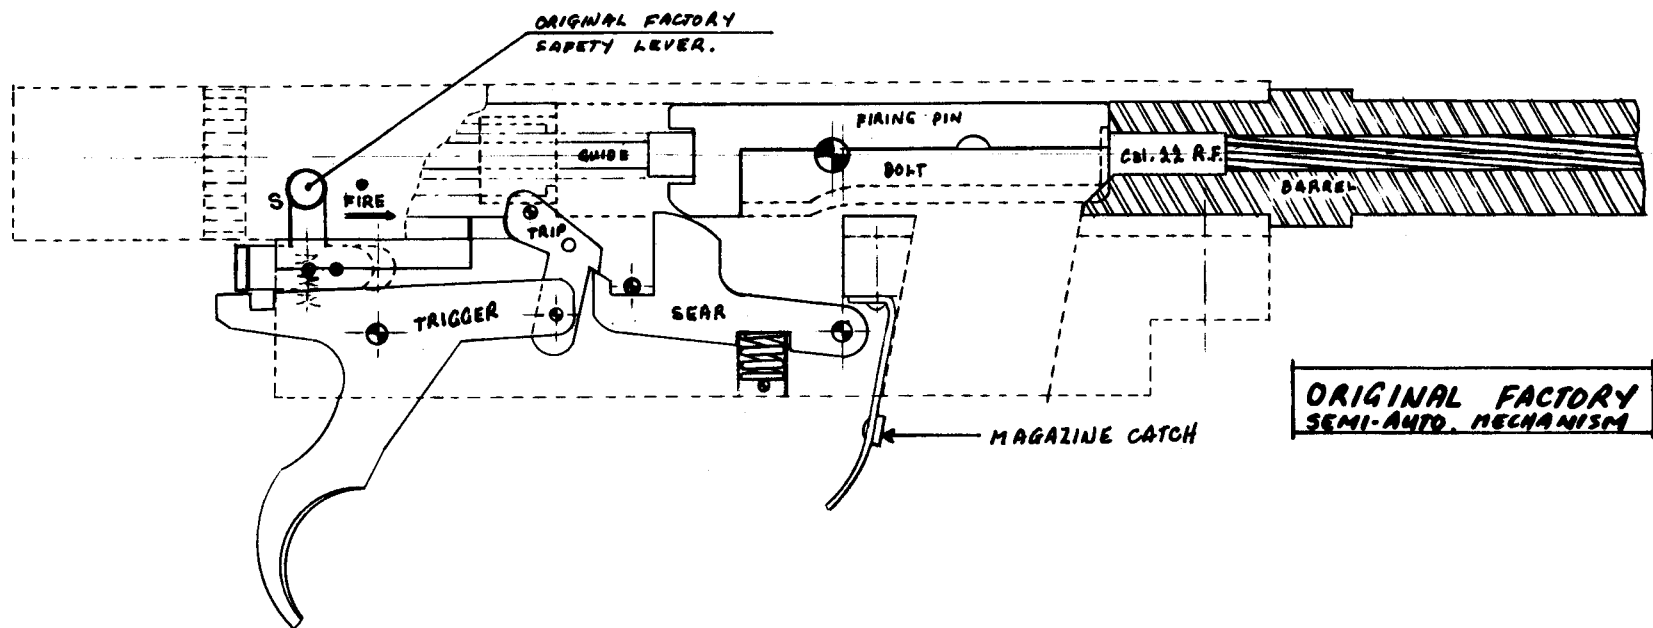 ORIGINAL FACTORY
SAFETY LEVER.
FIRING PIN
GUIDE
BOLT
CAL. 22 R.F.
BARREL
S
FIRE
TRIP
TRIGGER
SEAR
MAGAZINE CATCH
ORIGINAL FACTORY
SEMI-AUTO. MECHANISM